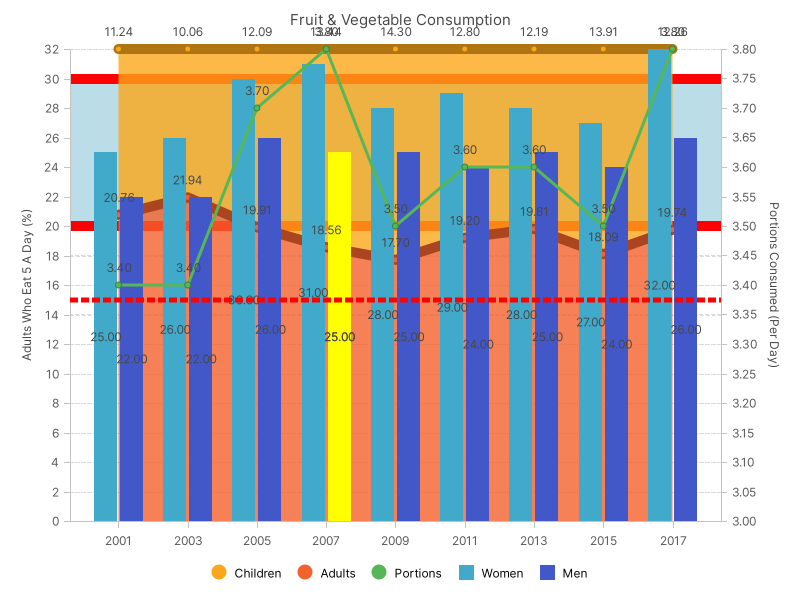 Fruit & Vegetable Consumption
11.24 10.06 12.09 14.30 12.80 12.19 13.91
32 3.80
30 3.75
28 3.70
26 3.65
24 3.60
22 3.55
20 3.50
18 3.45
16 3.40
14 3.35
12 3.30
10 3.25
8 3.20
6 3.15
4 3.10
2 3.05
0 3.00
Adults Who Eat 5 A Day (%)
Portions Consumed (Per Day)
3.70
3.60 3.60
21.94
20.76 3.50 3.50
19.91 18.56 17.70 19.20 19.81 18.09 19.74
3.40 3.40
30.00 31.00 32.00
25.00 26.00 28.00 29.00 28.00 27.00
22.00 22.00 26.00 25.00 25.00 24.00 25.00 24.00 26.00
2001 2003 2005 2007 2009 2011 2013 2015 2017
Children Adults Portions Women Men